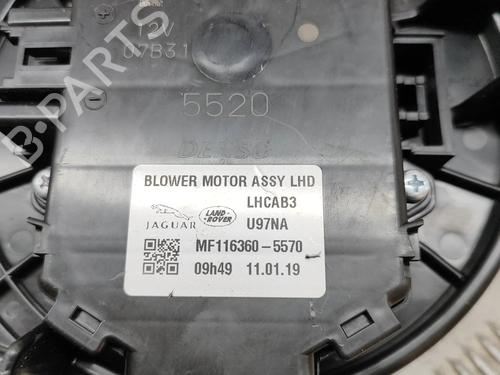 12V
07B31
5520
DENSO
BLOWER MOTOR ASSY LHD
LHCAB3
JAGUAR
LAND-
ROVER
U97NA
MF116360-5570
09h49 11.01.19
B-PARTS